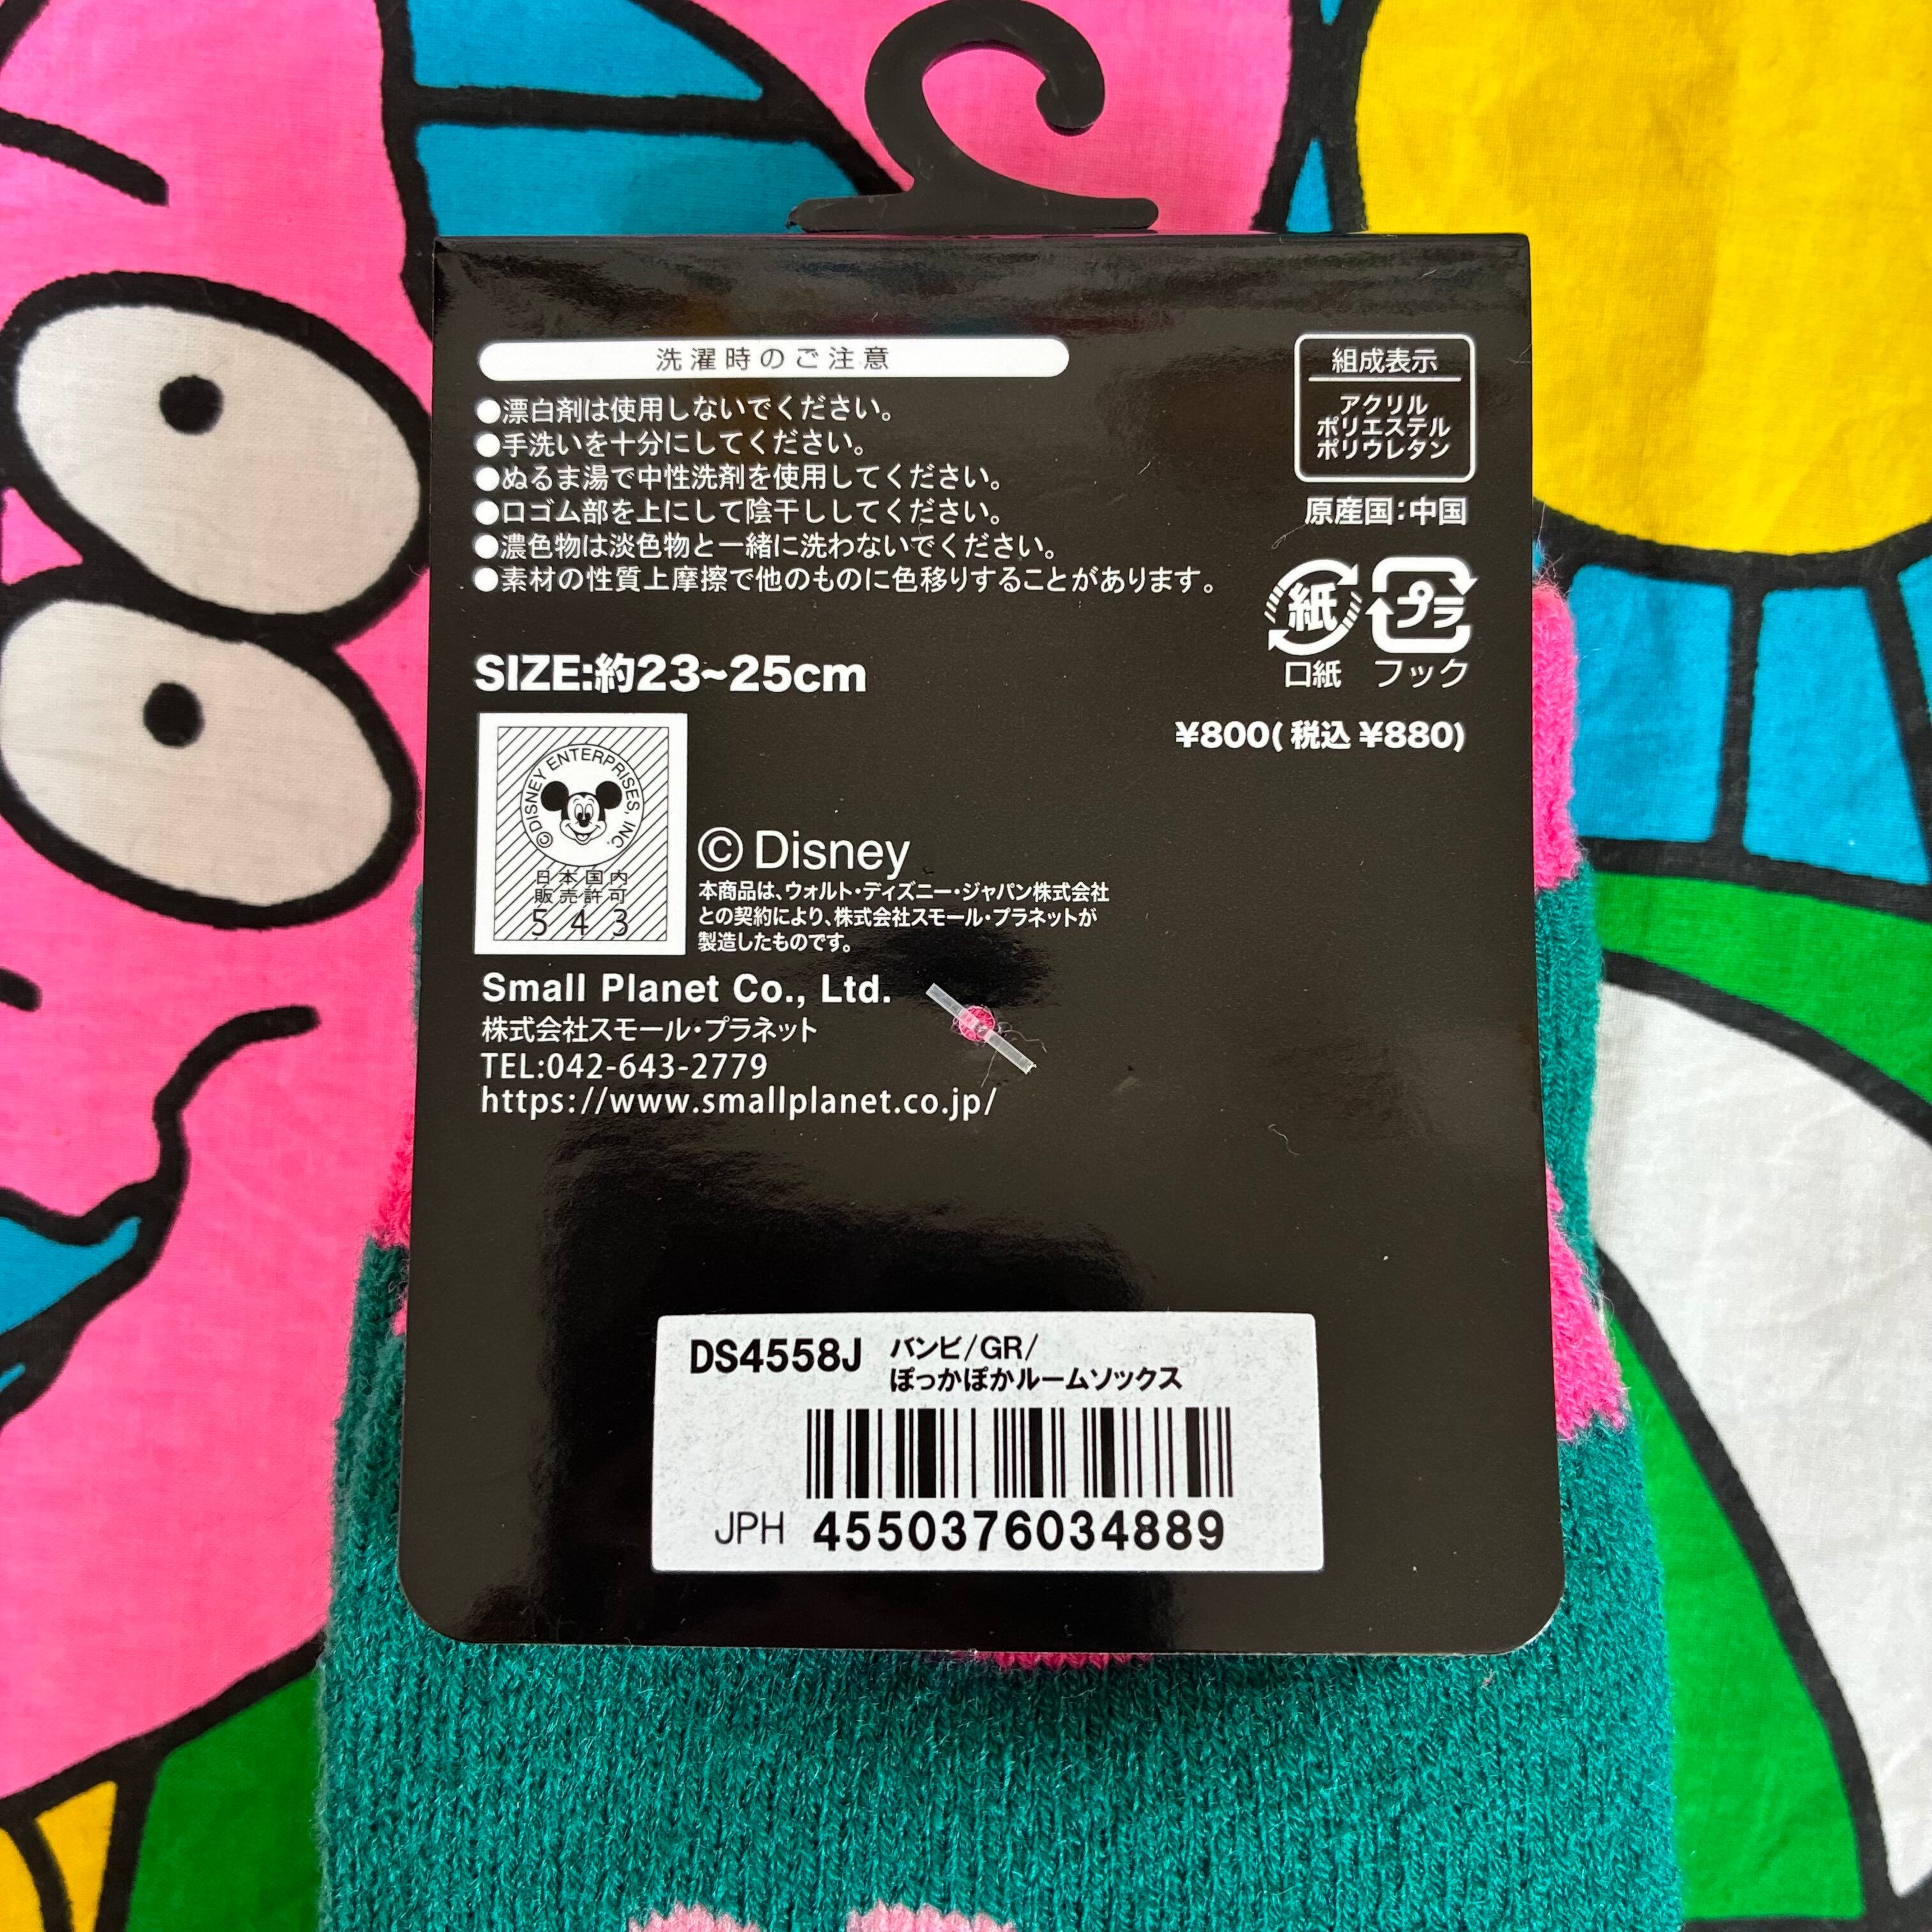 洗濯時のご注意
●漂白剤は使用しないでください。
●手洗いを十分にしてください。
●ぬるま湯で中性洗剤を使用してください。
●口ゴム部を上にして陰干ししてください。
●濃色物は淡色物と一緒に洗わないでください。
●素材の性質上摩擦で他のものに色移りすることがあります。
組成表示
アクリル
ポリエステル
ポリウレタン
原産国:中国
紙 プラ
口紙 フック
SIZE:約23~25cm
¥800(税込 ¥880)
©DISNEY ENTERPRISES, INC.
日本国内
販売許可
543
© Disney
本商品は、ウォルト・ディズニー・ジャパン株式会社
との契約により、株式会社スモール・プラネットが
製造したものです。
Small Planet Co., Ltd.
株式会社スモール・プラネット
TEL:042-643-2779
https://www.smallplanet.co.jp/
DS4558J バンビ/GR/
ぽっかぽかルームソックス
JPH 4550376034889